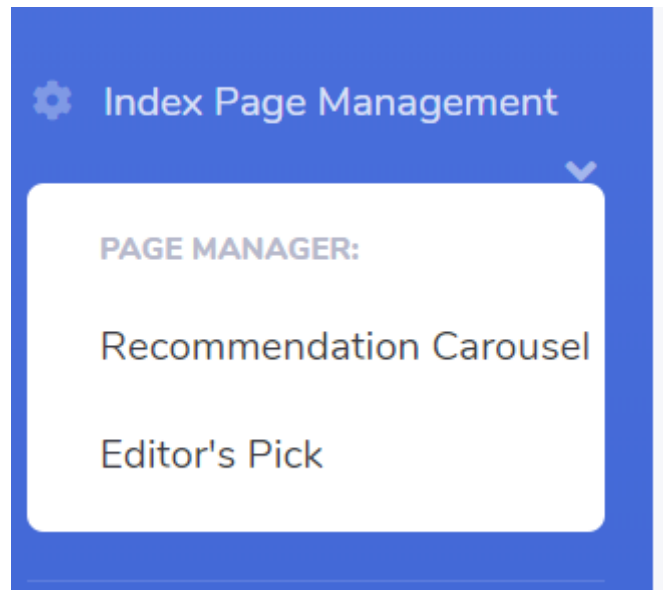 Index Page Management
PAGE MANAGER:
Recommendation Carousel
Editor's Pick